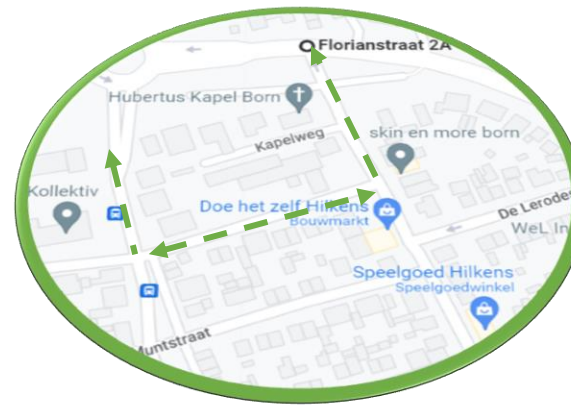 Florianstraat 2A
Hubertus Kapel Born
Kapelweg
skin en more born
Kollektiv
Doe het zelf Hilkens
Bouwmarkt
De Lerodes
WeL In
Speelgoed Hilkens
Speelgoedwinkel
Muntstraat